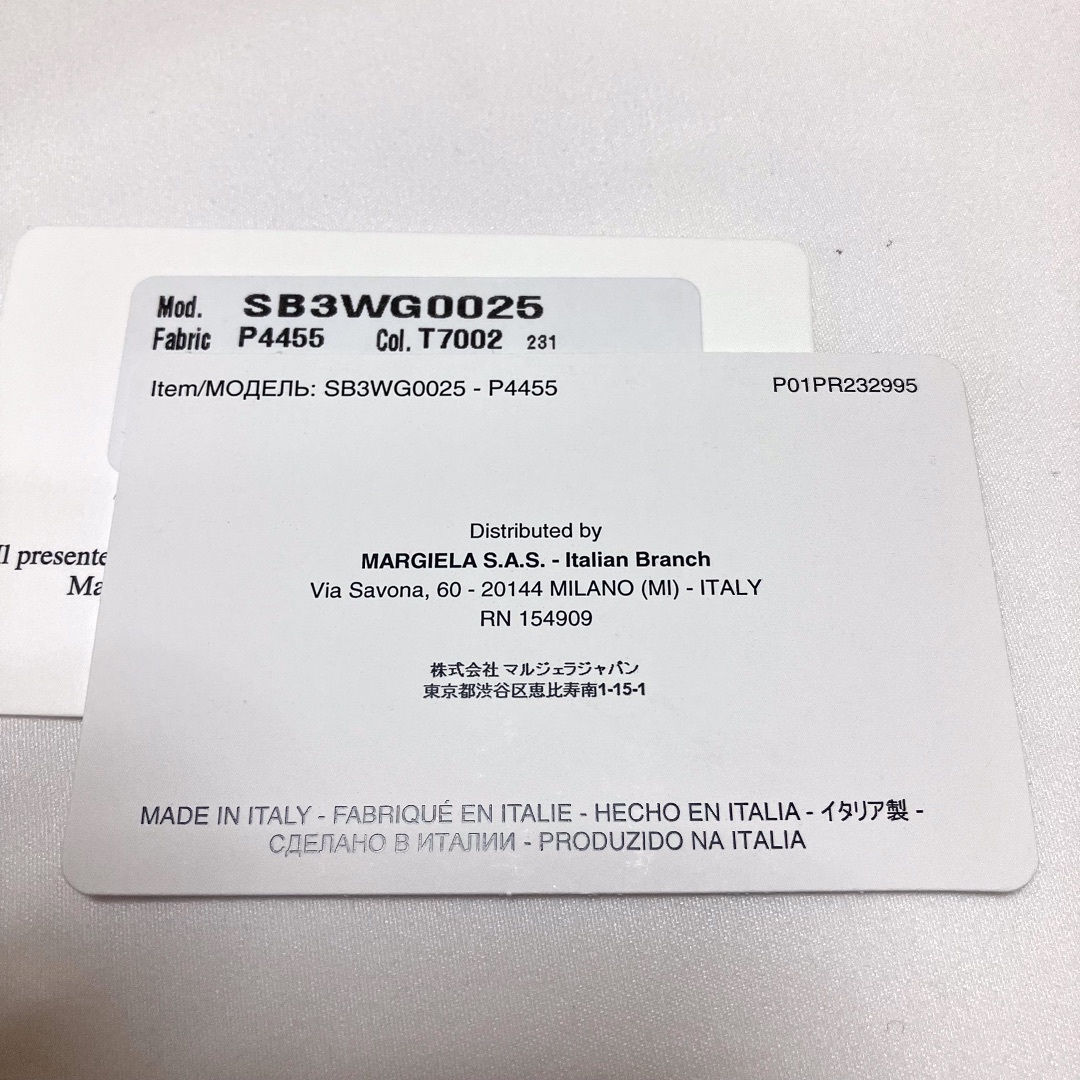 Mod. SB3WG0025
Fabric P4455 Col. T7002 231
Item/МОДЕЛЬ: SB3WG0025 - P4455 P01PR232995
Distributed by
MARGIELA S.A.S. - Italian Branch
Via Savona, 60 - 20144 MILANO (MI) - ITALY
RN 154909
株式会社 マルジェラジャパン
東京都渋谷区恵比寿南1-15-1
Il presente
Ma
MADE IN ITALY - FABRIQUÉ EN ITALIE - HECHO EN ITALIA - イタリア製 -
СДЕЛАНО В ИТАЛИИ - PRODUZIDO NA ITALIA